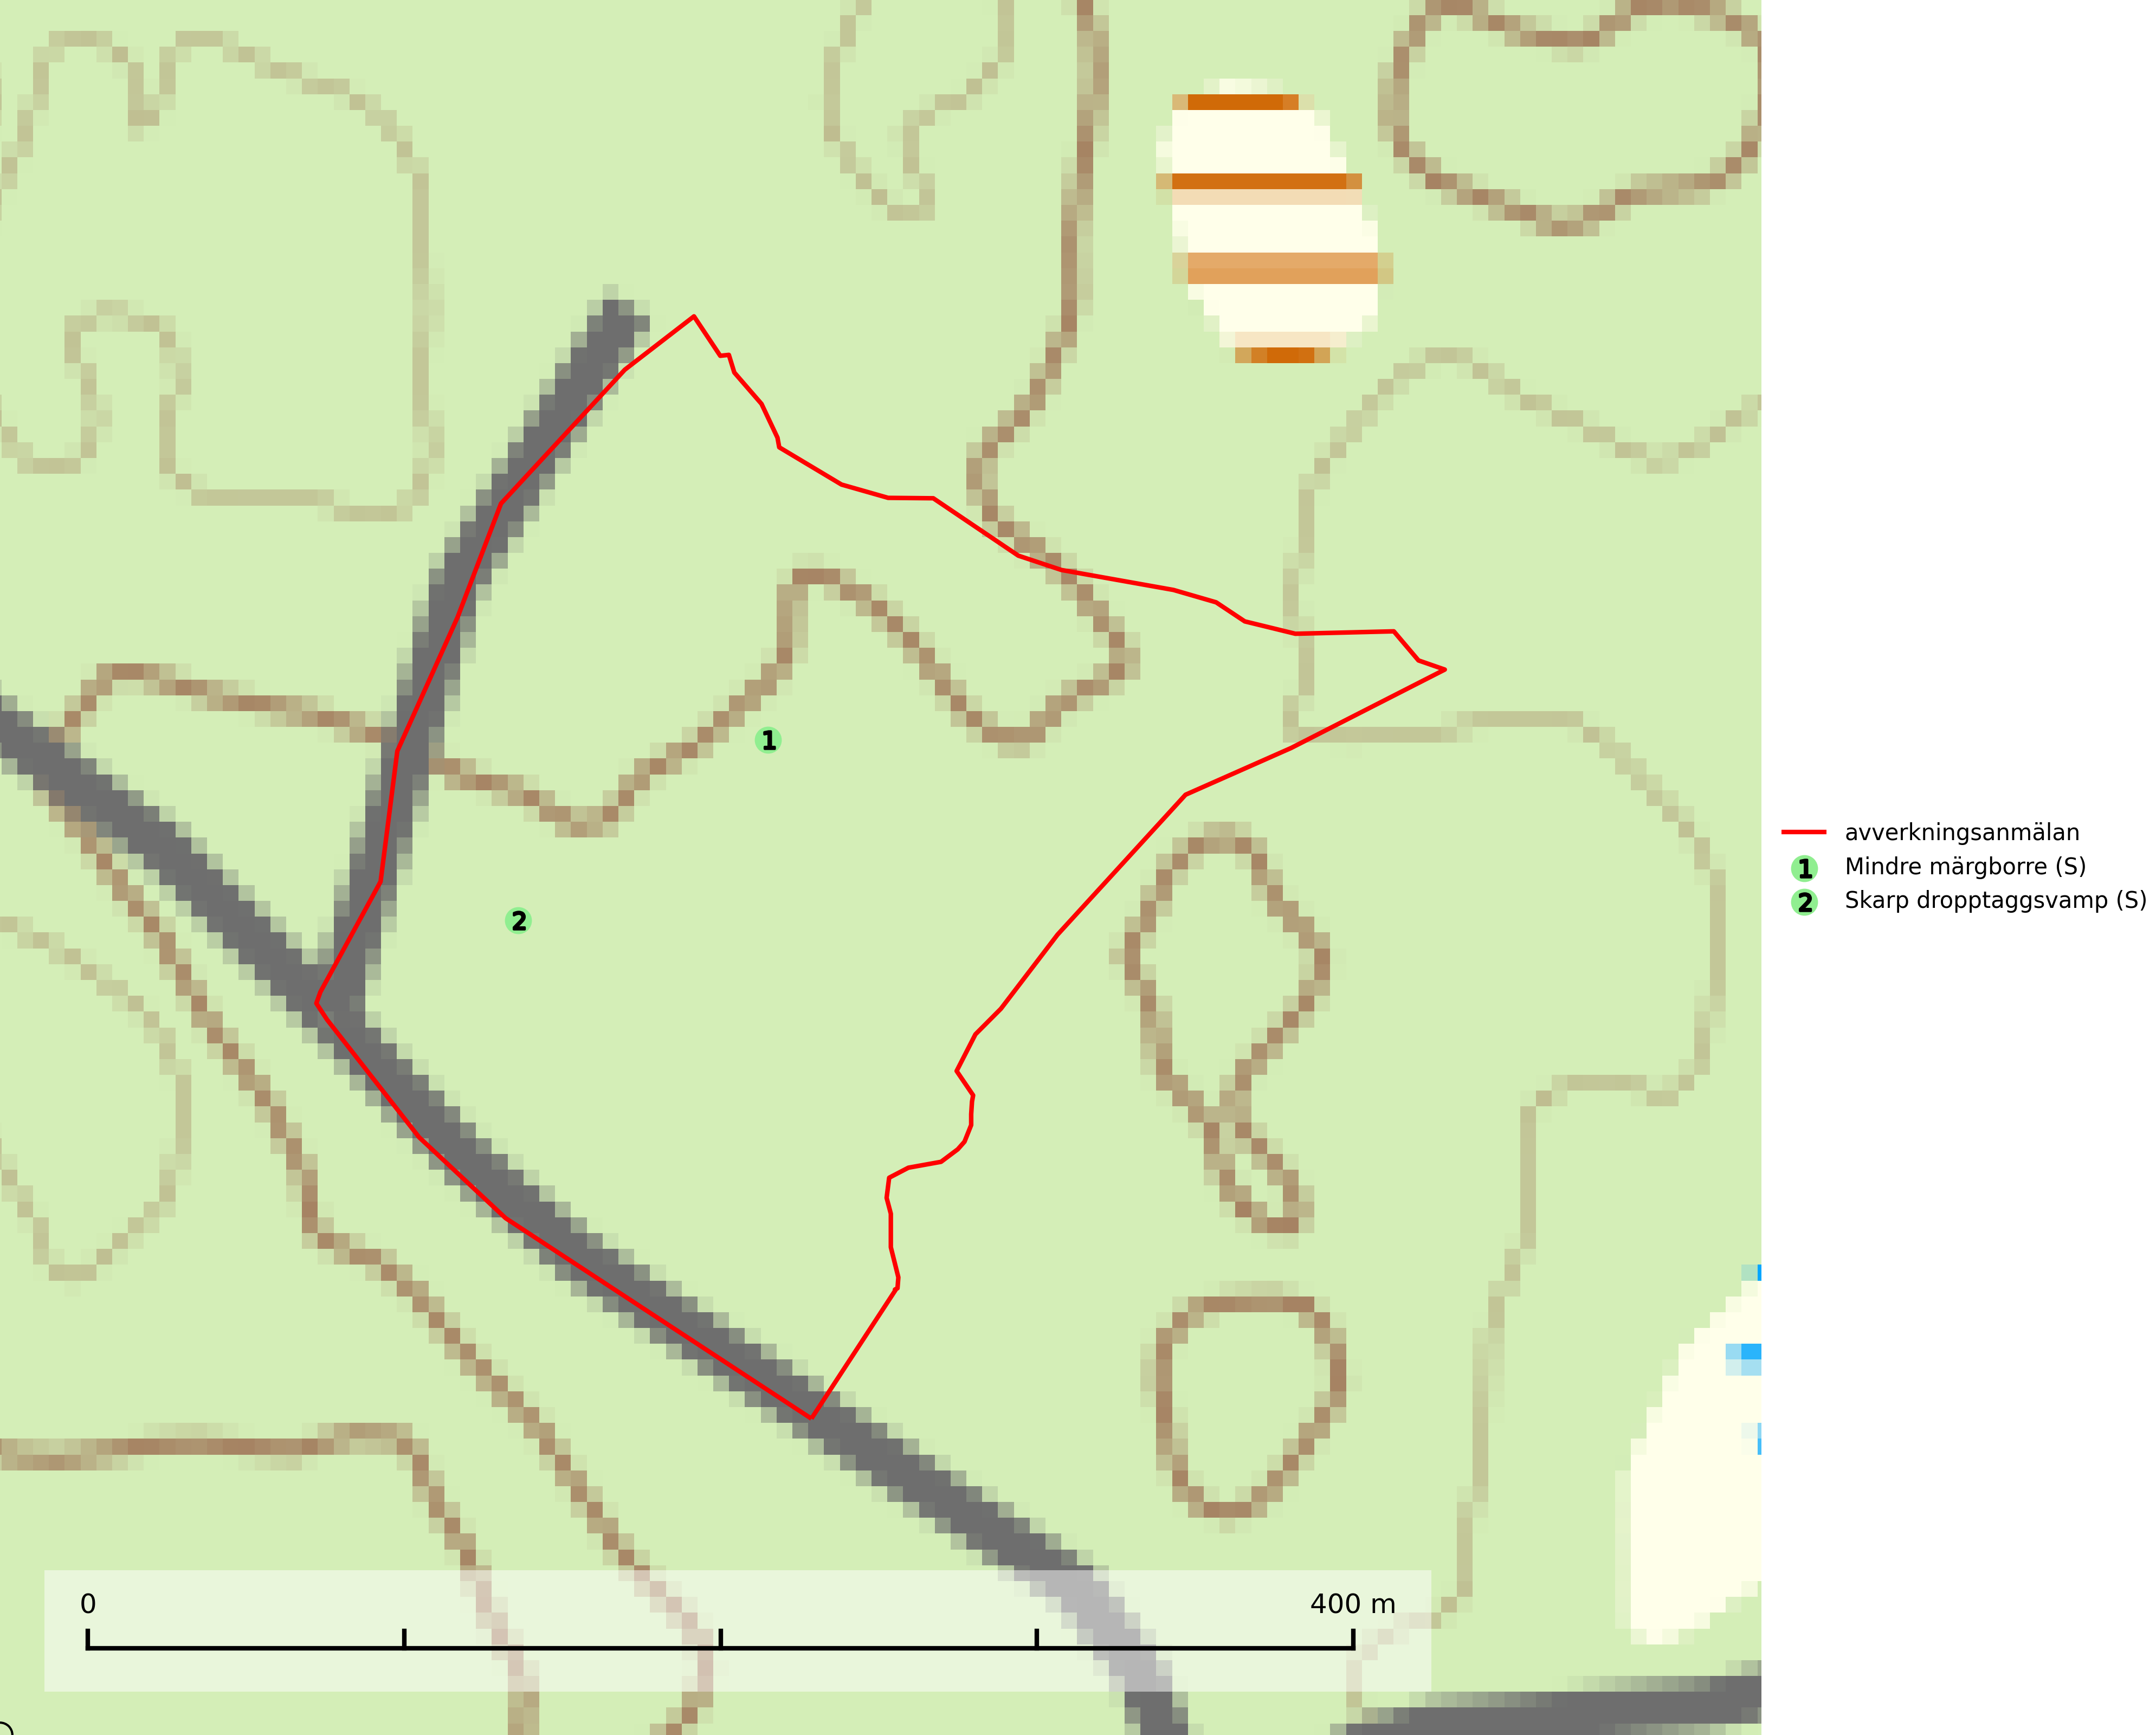 1
2
avverkningsanmälan
1 Mindre märgborre (S)
2 Skarp dropptaggsvamp (S)
0 400 m